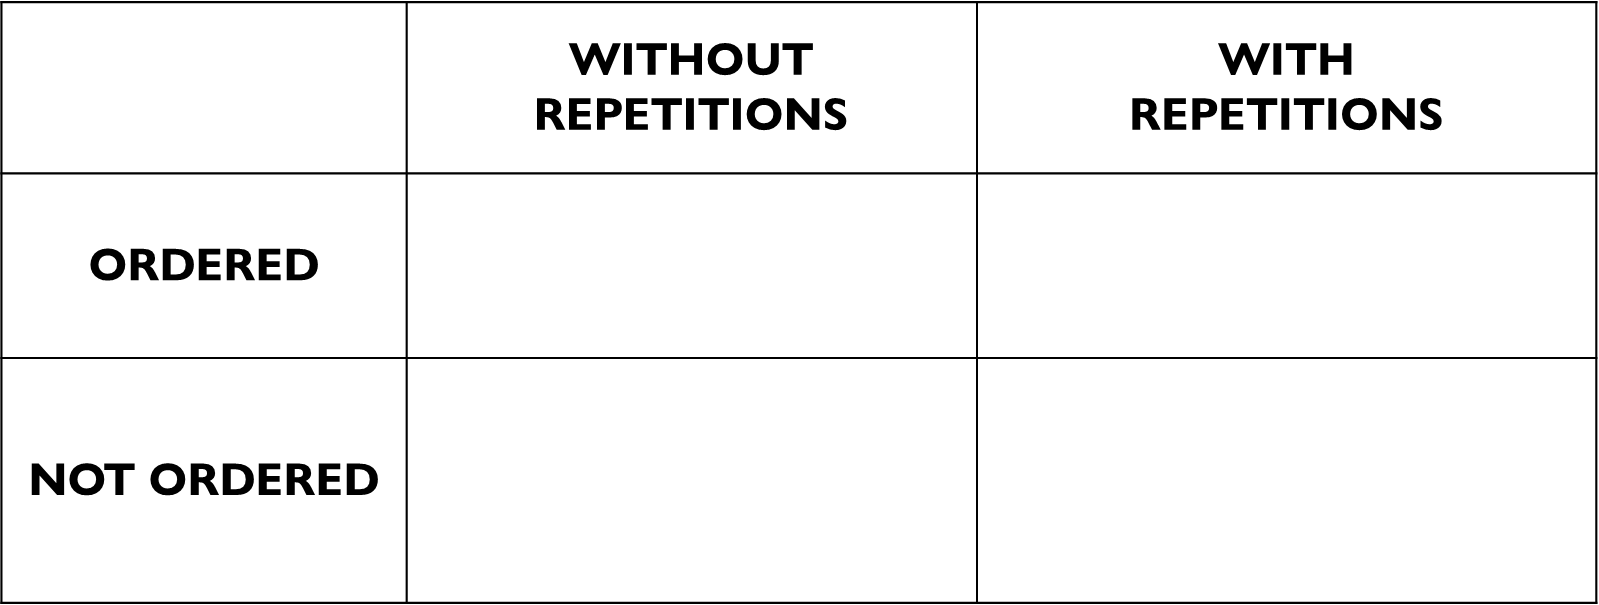 WITHOUT
REPETITIONS
WITH
REPETITIONS
ORDERED
NOT ORDERED